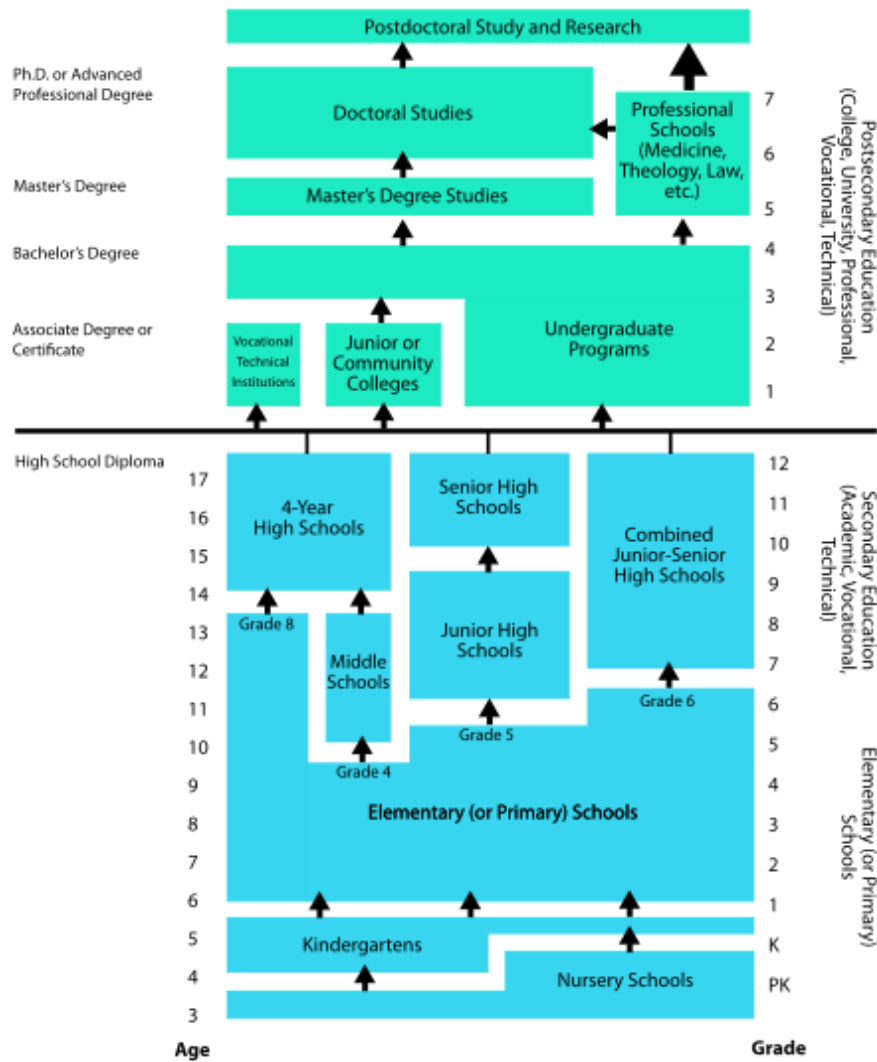 Postdoctoral Study and Research
Ph.D. or Advanced
Professional Degree
Doctoral Studies
Professional
Schools
(Medicine,
Theology, Law,
etc.)
7
6
5
Master's Degree
Master's Degree Studies
Bachelor's Degree
4
3
Associate Degree or
Certificate
Vocational
Technical
Institutions
Junior or
Community
Colleges
Undergraduate
Programs
2
1
Postsecondary Education
(College, University, Professional,
Vocational, Technical)
High School Diploma
17
16
15
14
13
12
11
10
9
8
7
6
5
4
3
4-Year
High Schools
Senior High
Schools
Combined
Junior-Senior
High Schools
Grade 8
Middle
Schools
Junior High
Schools
Grade 4
Grade 5
Grade 6
Elementary (or Primary) Schools
Kindergartens
Nursery Schools
12
11
10
9
8
7
6
5
4
3
2
1
K
PK
Secondary Education
(Academic, Vocational,
Technical)
Elementary (or Primary)
Schools
Age
Grade